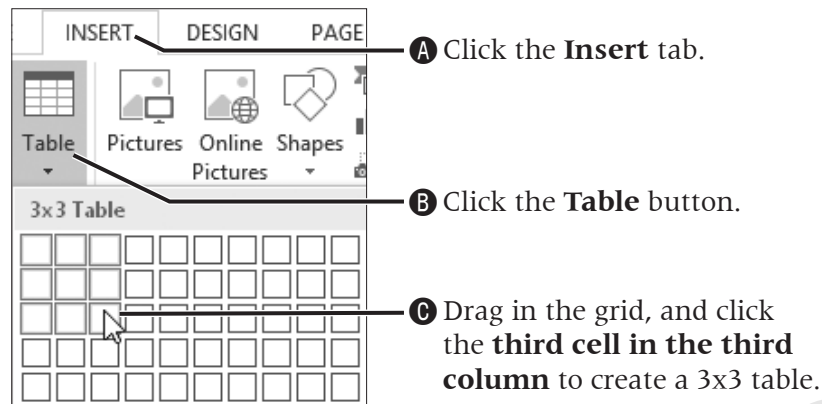 INSERT DESIGN PAGE
A Click the Insert tab.
Table Pictures Online Pictures Shapes
B Click the Table button.
3x3 Table
C Drag in the grid, and click
the third cell in the third
column to create a 3x3 table.